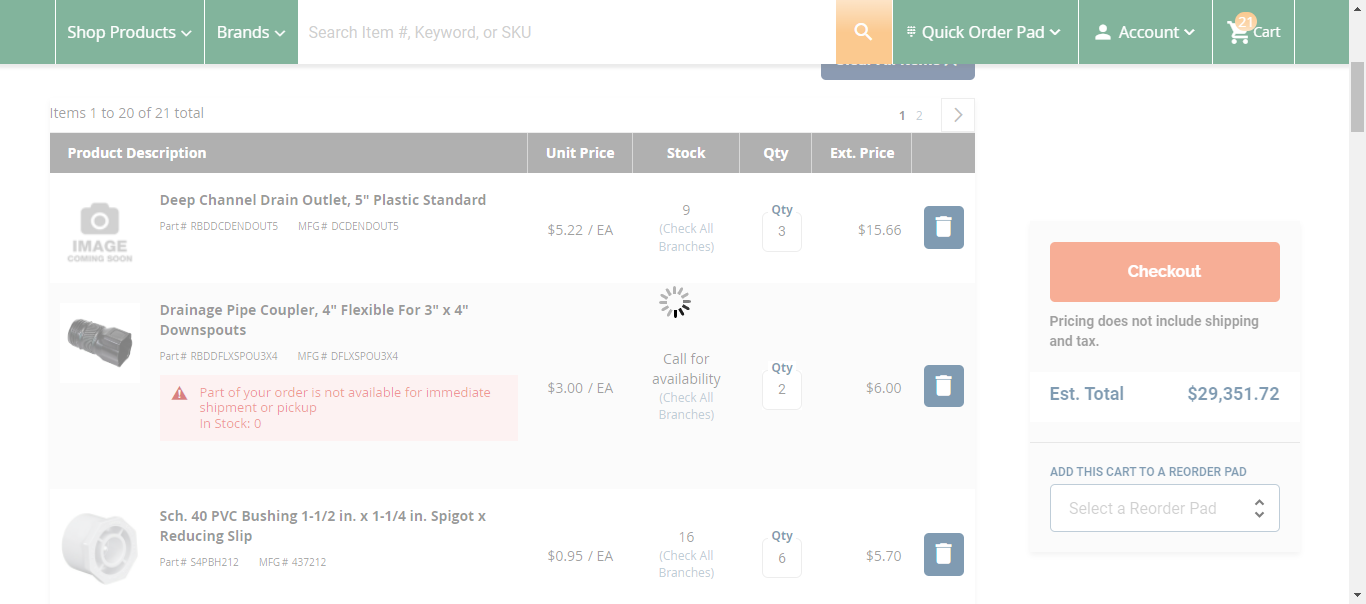 Shop Products
Brands
Search Item #, Keyword, or SKU
Quick Order Pad
Account
21
Cart
Items 1 to 20 of 21 total
1 2
Product Description Unit Price Stock Qty Ext. Price
IMAGE
COMING SOON
Deep Channel Drain Outlet, 5" Plastic Standard
Part# RBDDCDENDOUT5 MFG# DCDENDOUT5
$5.22 / EA
9
(Check All
Branches)
Qty
3
$15.66
Drainage Pipe Coupler, 4" Flexible For 3" x 4"
Downspouts
Part# RBDDFLXSPOU3X4 MFG# DFLXSPOU3X4
Part of your order is not available for immediate
shipment or pickup
In Stock: 0
$3.00 / EA
Call for
availability
(Check All
Branches)
Qty
2
$6.00
Sch. 40 PVC Bushing 1-1/2 in. x 1-1/4 in. Spigot x
Reducing Slip
Part# S4PBH212 MFG# 437212
$0.95 / EA
16
(Check All
Branches)
Qty
6
$5.70
Checkout
Pricing does not include shipping
and tax.
Est. Total $29,351.72
ADD THIS CART TO A REORDER PAD
Select a Reorder Pad